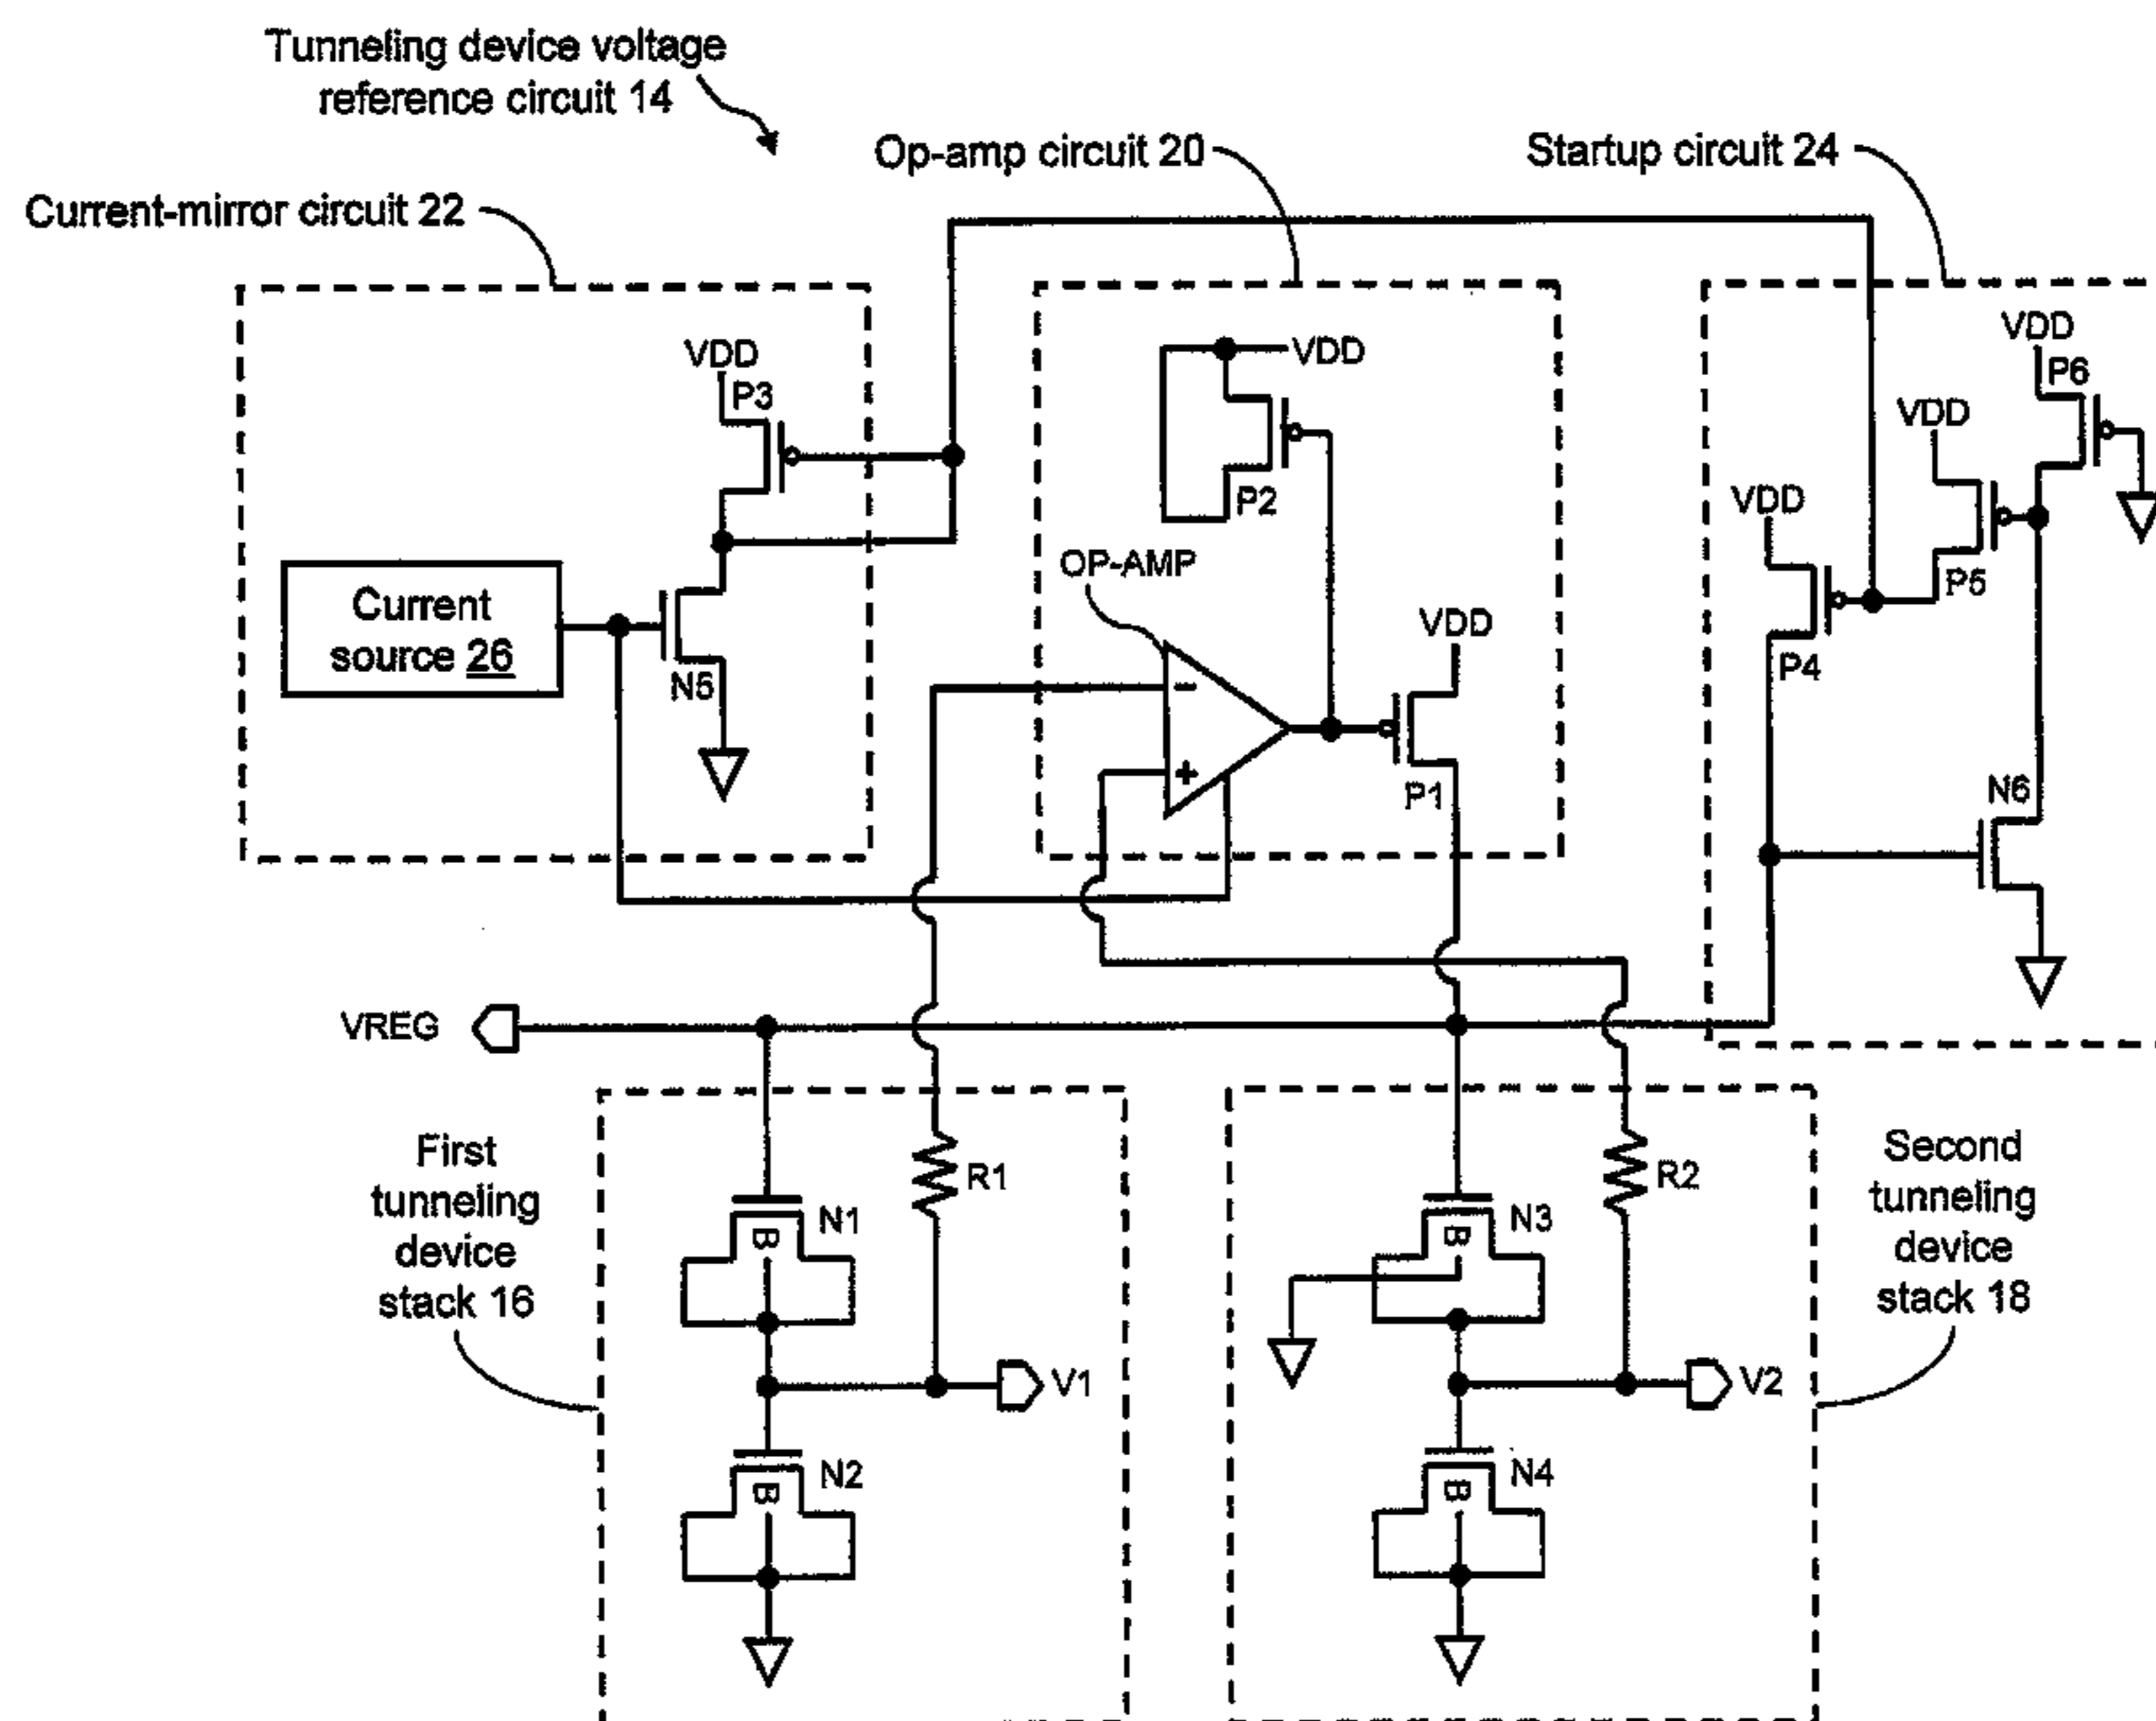 Tunneling device voltage
reference circuit 14
Op-amp circuit 20
Startup circuit 24
Current-mirror circuit 22
VDD
P3
VDD
P2
VDD
P6
VDD
P5
VDD
P4
OP-AMP
Current
source 26
N5
-
+
VDD
P1
N6
VREG
First
tunneling
device
stack 16
R1
N1
B
V1
N2
B
R2
N3
B
V2
N4
B
Second
tunneling
device
stack 18